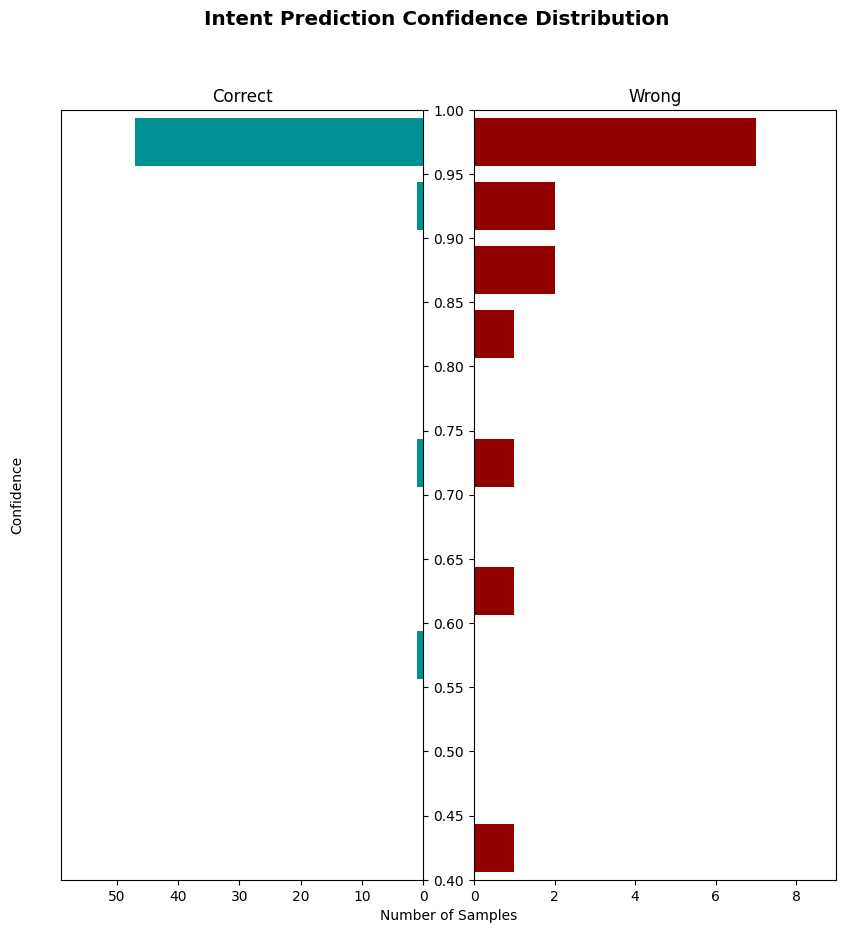 Intent Prediction Confidence Distribution
Correct
Wrong
1.00
0.95
0.90
0.85
0.80
0.75
0.70
0.65
0.60
0.55
0.50
0.45
0.40
Confidence
50 40 30 20 10 0
0 2 4 6 8
Number of Samples